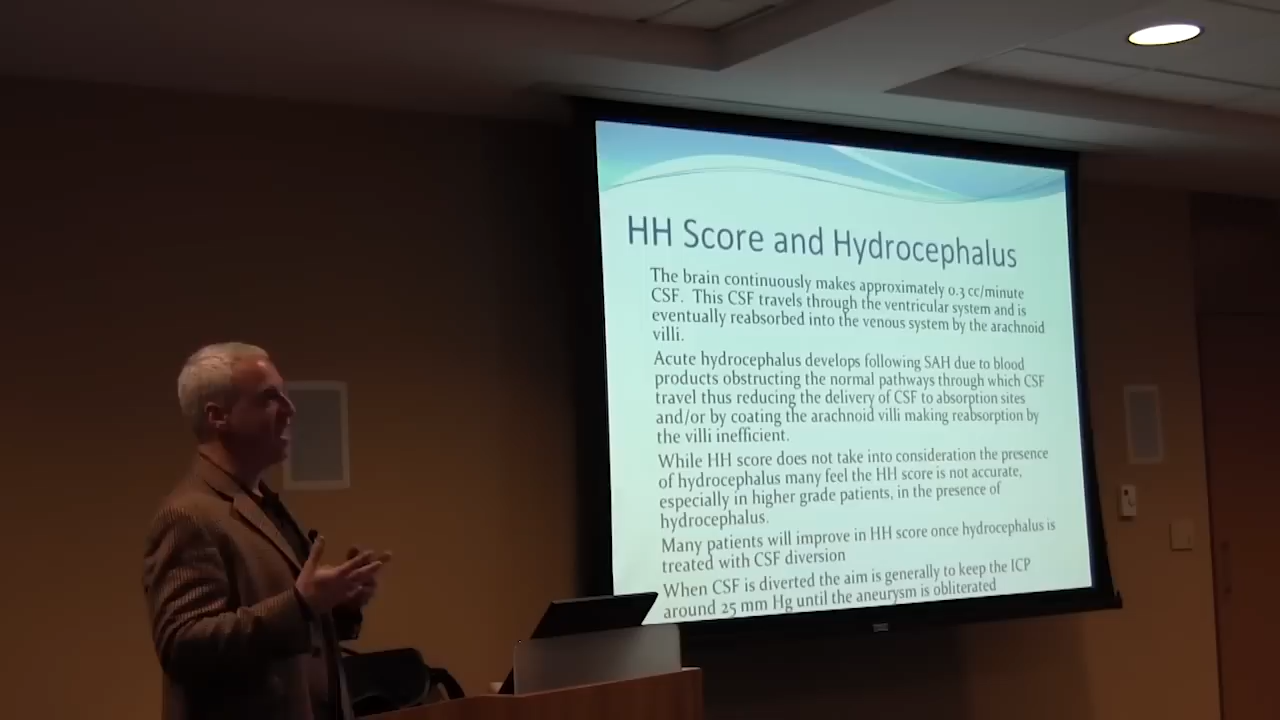 HH Score and Hydrocephalus
The brain continuously makes approximately 0.3 cc/minute
CSF. This CSF travels through the ventricular system and is
eventually reabsorbed into the venous system by the arachnoid
villi.
Acute hydrocephalus develops following SAH due to blood
products obstructing the normal pathways through which CSF
travel thus reducing the delivery of CSF to absorption sites
and/or by coating the arachnoid villi making reabsorption by
the villi inefficient.
While HH score does not take into consideration the presence
of hydrocephalus many feel the HH score is not accurate,
especially in higher grade patients, in the presence of
hydrocephalus.
Many patients will improve in HH score once hydrocephalus is
treated with CSF diversion
When CSF is diverted the aim is generally to keep the ICP
around 25 mm Hg until the aneurysm is obliterated